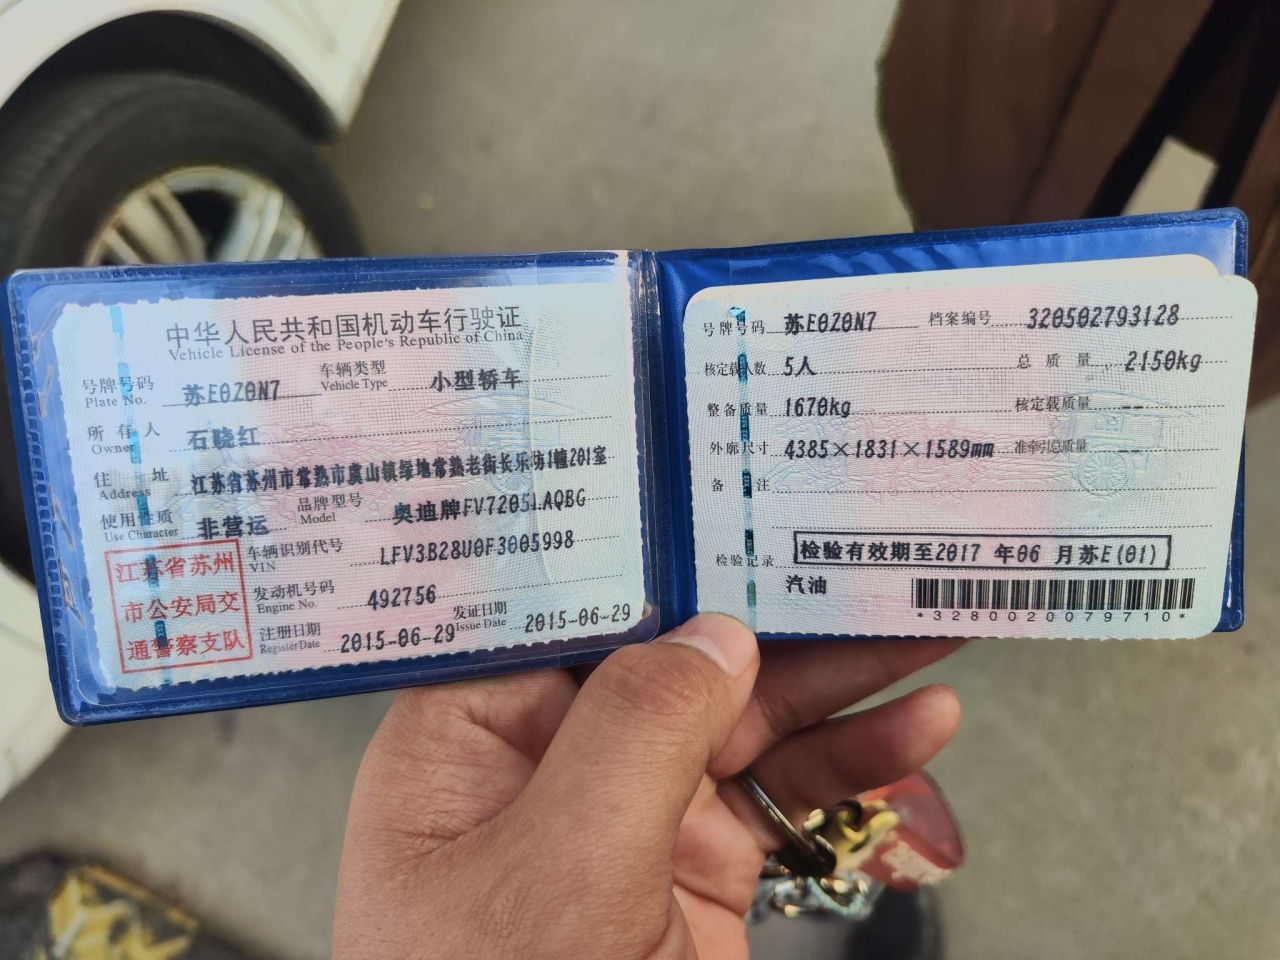 中华人民共和国机动车行驶证
Vehicle License of the People's Republic of China
号牌号码 苏E0Z0N7 车辆类型 小型轿车
Plate No. Vehicle Type
所有人 石晓红
Owner
住址 江苏省苏州市常熟市虞山镇绿地常熟老街长乐坊1幢201室
Address
使用性质 非营运 品牌型号 奥迪牌FV7205LAQBG
Use Character Model
江苏省苏州
市公安局交
通警察支队
车辆识别代号 LFV3B28U0F3005998
VIN
发动机号码 492756
Engine No.
注册日期 2015-06-29 发证日期 2015-06-29
Register Date Issue Date
号牌号码 苏E0Z0N7 档案编号 320502793128
核定载人数 5人 总质量 2150kg
整备质量 1670kg 核定载质量 --
外廓尺寸 4385×1831×1589mm 准牵引总质量 --
备注
检验记录 检验有效期至2017 年06 月苏E(01)
汽油
*3280020079710*